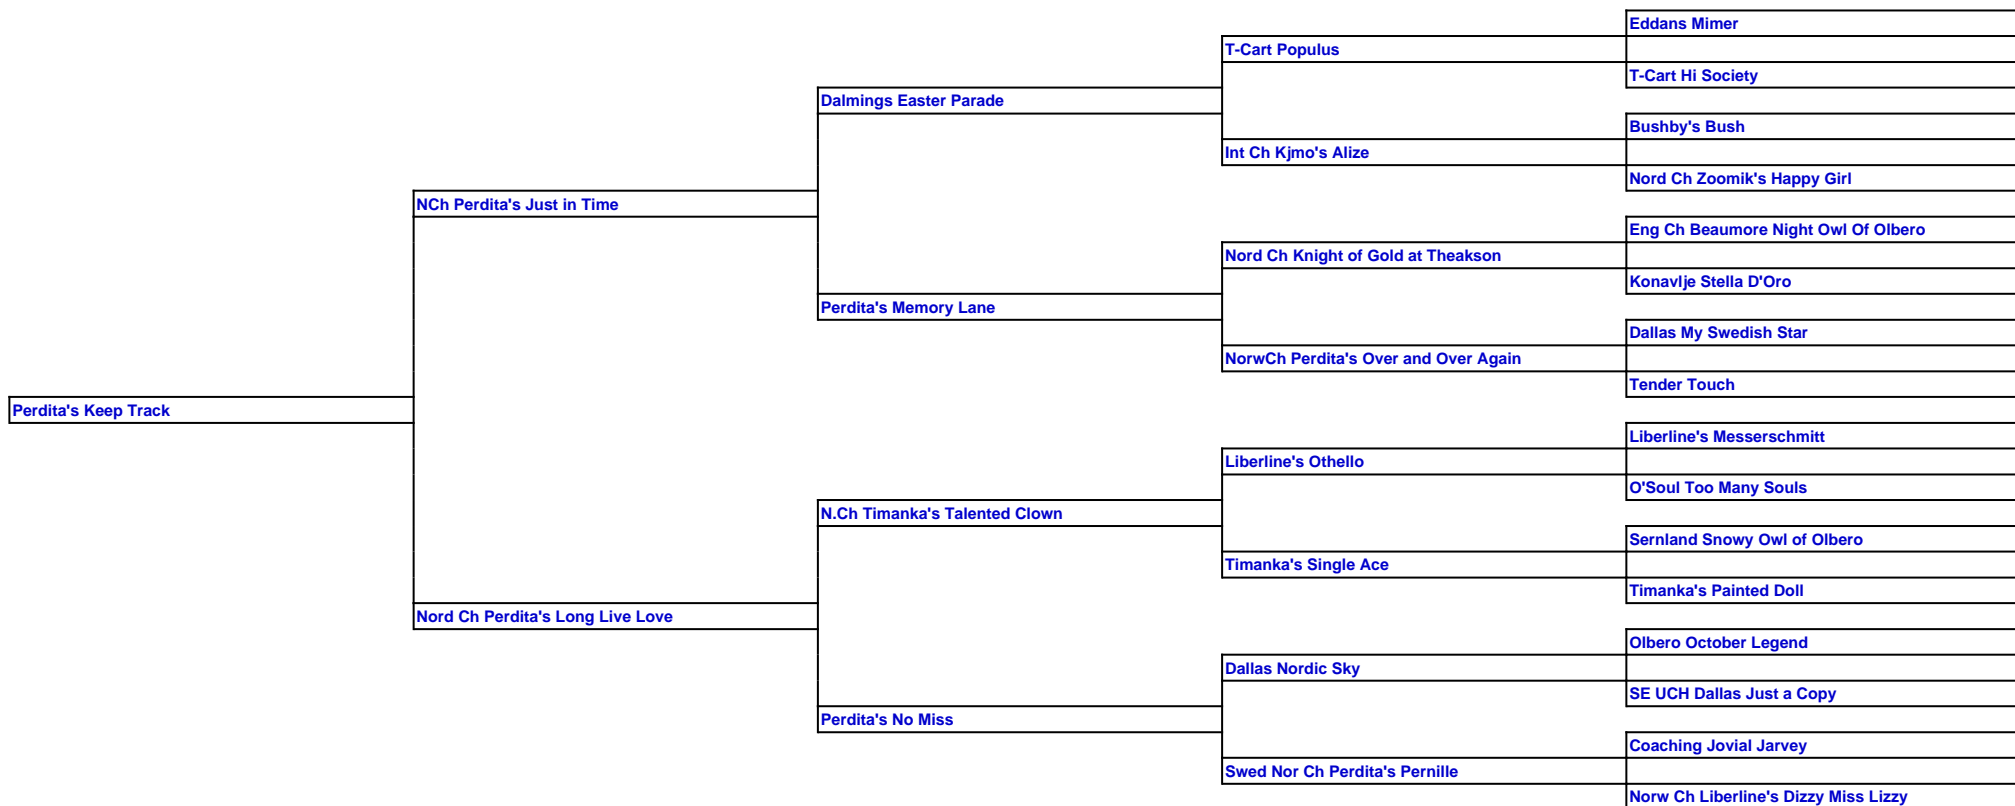 Eddans Mimer
T-Cart Populus
T-Cart Hi Society
Dalmings Easter Parade
Bushby's Bush
Int Ch Kjmo's Alize
Nord Ch Zoomik's Happy Girl
NCh Perdita's Just in Time
Eng Ch Beaumore Night Owl Of Olbero
Nord Ch Knight of Gold at Theakson
Konavlje Stella D'Oro
Perdita's Memory Lane
Dallas My Swedish Star
NorwCh Perdita's Over and Over Again
Tender Touch
Perdita's Keep Track
Liberline's Messerschmitt
Liberline's Othello
O'Soul Too Many Souls
N.Ch Timanka's Talented Clown
Sernland Snowy Owl of Olbero
Timanka's Single Ace
Timanka's Painted Doll
Nord Ch Perdita's Long Live Love
Olbero October Legend
Dallas Nordic Sky
SE UCH Dallas Just a Copy
Perdita's No Miss
Coaching Jovial Jarvey
Swed Nor Ch Perdita's Pernille
Norw Ch Liberline's Dizzy Miss Lizzy